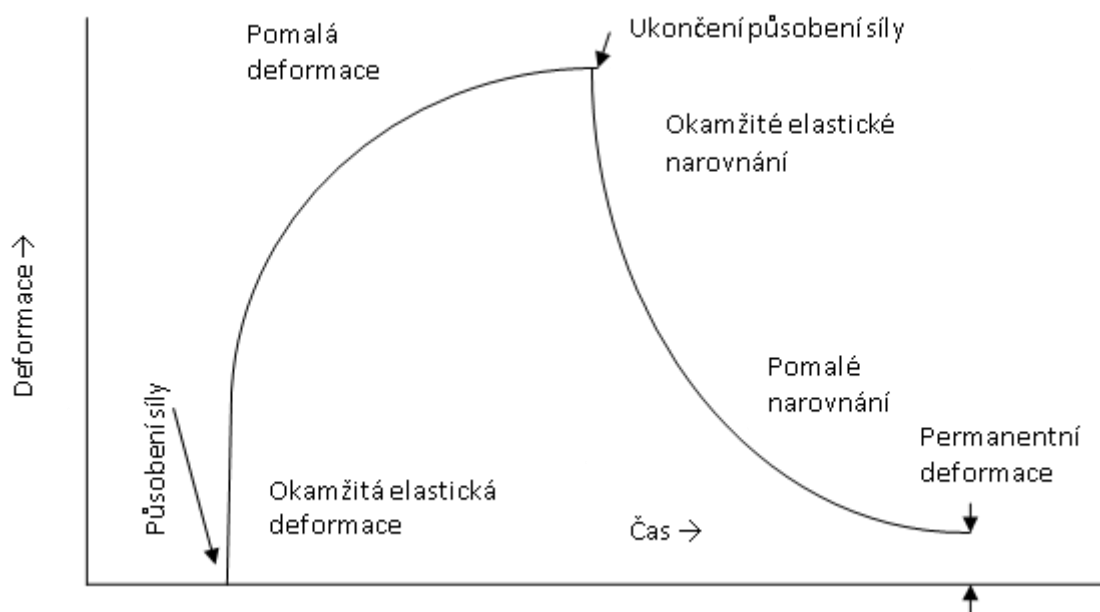 Pomalá
deformace
Ukončení působení síly
Okamžité elastické
narovnání
Deformace →
Působení síly
Pomalé
narovnání
Permanentní
deformace
Okamžitá elastická
deformace
Čas →